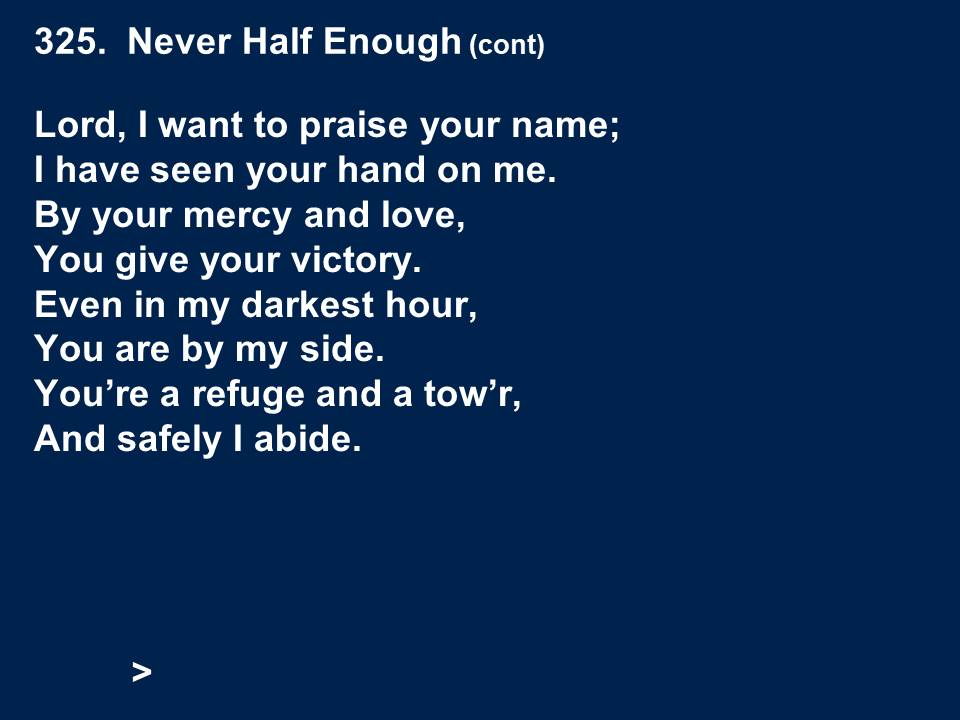 325.  Never Half Enough (cont)
Lord, I want to praise your name;
I have seen your hand on me.
By your mercy and love,
You give your victory.
Even in my darkest hour,
You are by my side.
You’re a refuge and a tow’r,
And safely I abide.
>